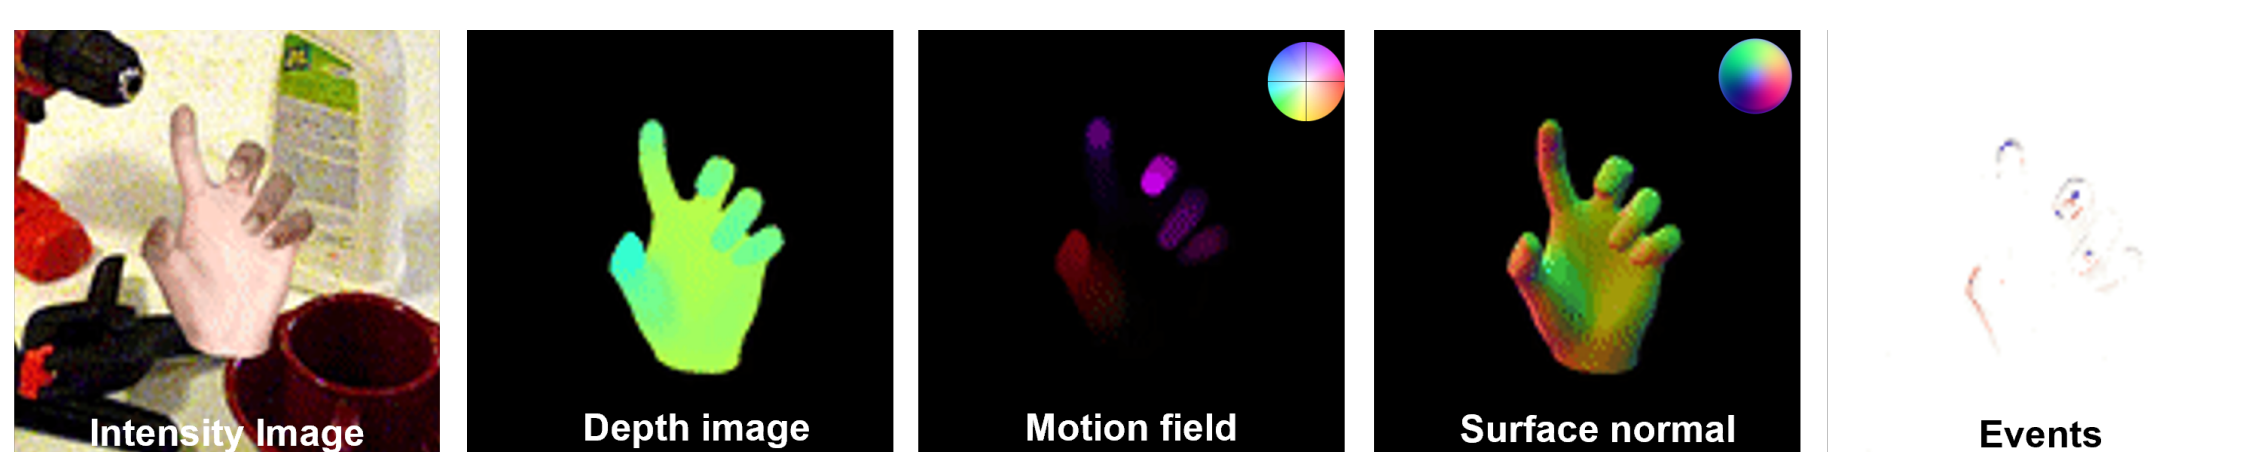 Intensity Image
Depth image
Motion field
Surface normal
Events